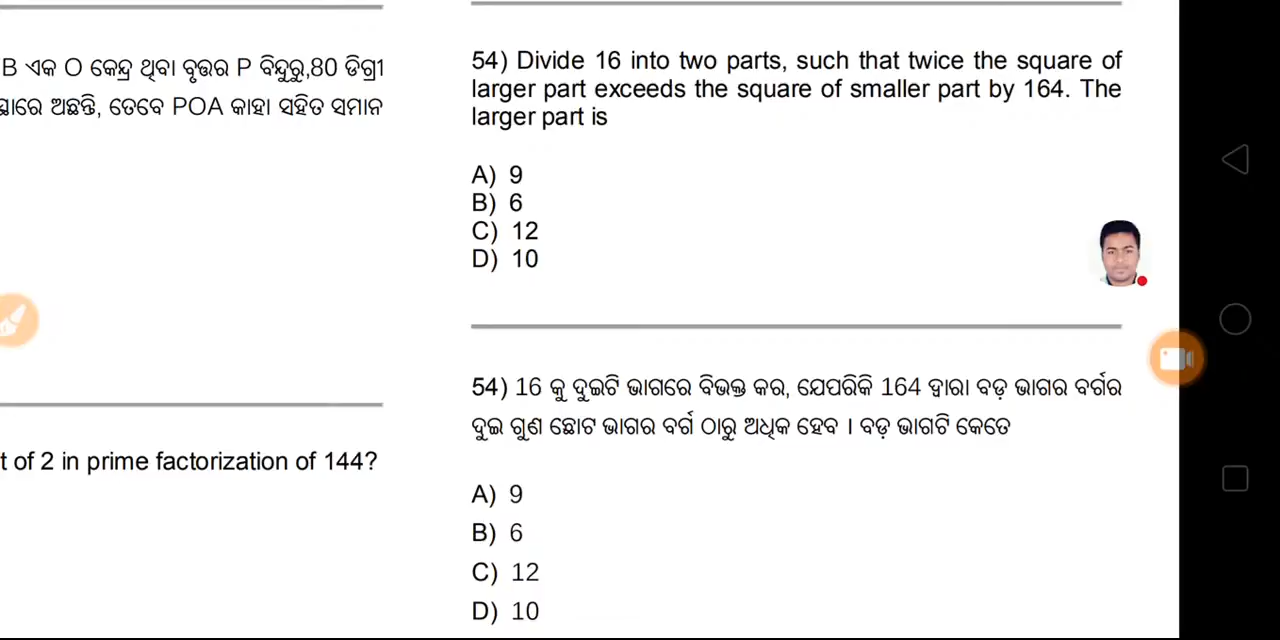 B ଏକ O କେନ୍ଦ୍ର ଥିବା ବୃତ୍ତର P ବିନ୍ଦୁରୁ,80 ଡିଗ୍ରୀ
ଅଛନ୍ତି, ତେବେ POA କାହା ସହିତ ସମାନ
t of 2 in prime factorization of 144?
54) Divide 16 into two parts, such that twice the square of
larger part exceeds the square of smaller part by 164. The
larger part is
A) 9
B) 6
C) 12
D) 10
54) 16 କୁ ଦୁଇଟି ଭାଗରେ ବିଭକ୍ତ କର, ଯେପରିକି 164 ଦ୍ୱାରା ବଡ଼ ଭାଗର ବର୍ଗର
ଦୁଇ ଗୁଣ ଛୋଟ ଭାଗର ବର୍ଗ ଠାରୁ ଅଧିକ ହେବ । ବଡ଼ ଭାଗଟି କେତେ
A) 9
B) 6
C) 12
D) 10